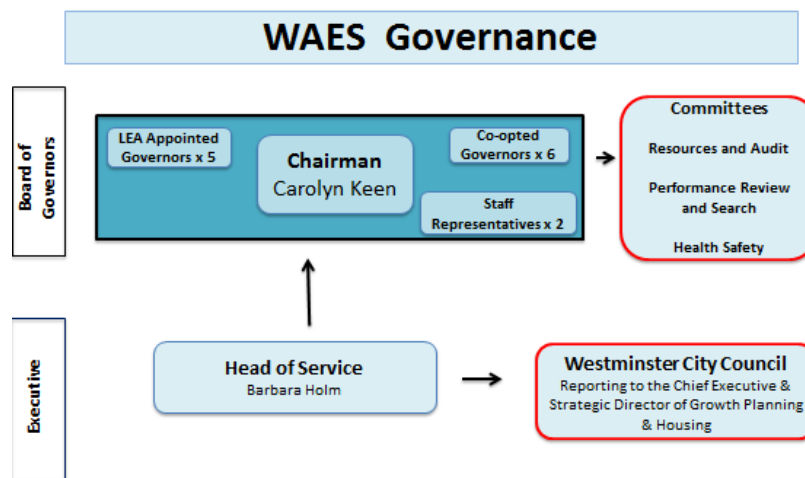 WAES Governance
Board of
Governors
LEA Appointed
Governors x 5
Chairman
Carolyn Keen
Co-opted
Governors x 6
Staff
Representatives x 2
Committees
Resources and Audit
Performance Review
and Search
Health Safety
Executive
Head of Service
Barbara Holm
Westminster City Council
Reporting to the Chief Executive &
Strategic Director of Growth Planning
& Housing